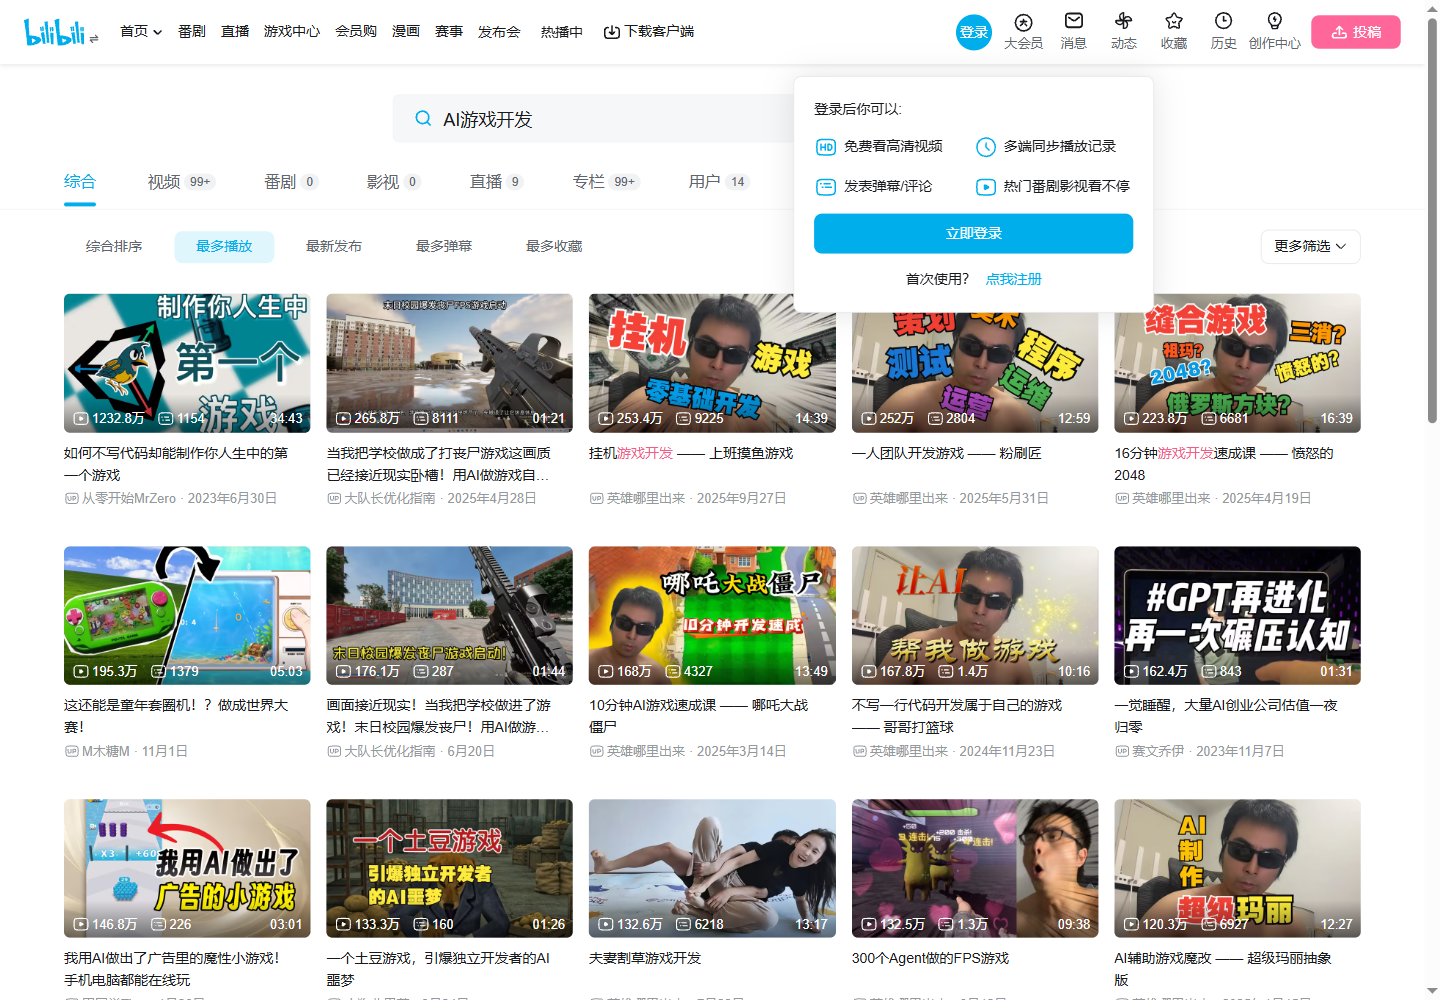 bilibili
首页
番剧
直播
游戏中心
会员购
漫画
赛事
发布会
热播中
下载客户端
登录
大会员
消息
动态
收藏
历史
创作中心
投稿
AI游戏开发
登录后你可以:
免费看高清视频
多端同步播放记录
发表弹幕/评论
热门番剧影视看不停
立即登录
首次使用？ 点我注册
综合
视频 99+
番剧 0
影视 0
直播 9
专栏 99+
用户 14
综合排序
最多播放
最新发布
最多弹幕
最多收藏
更多筛选
制作你人生中
第一个
游戏
1232.8万 1154 34:43
末日校园爆发丧尸FPS游戏启动
265.8万 8111 01:21
挂机
游戏
零基础开发
253.4万 9225 14:39
策划
美术
测试
程序
运维
运营
252万 2804 12:59
缝合游戏
三消?
祖玛?
愤怒的?
2048?
俄罗斯方块?
223.8万 6681 16:39
如何不写代码却能制作你人生中的第
一个游戏
从零开始MrZero · 2023年6月30日
当我把学校做成了打丧尸游戏这画质
已经接近现实卧槽！用AI做游戏自…
大队长优化指南 · 2025年4月28日
挂机游戏开发 —— 上班摸鱼游戏
英雄哪里出来 · 2025年9月27日
一人团队开发游戏 —— 粉刷匠
英雄哪里出来 · 2025年5月31日
16分钟游戏开发速成课 —— 愤怒的
2048
英雄哪里出来 · 2025年4月19日
195.3万 1379 05:03
末日校园爆发丧尸游戏启动!
176.1万 287 01:44
哪吒大战僵尸
10分钟开发速成
168万 4327 13:49
让AI
帮我做游戏
167.8万 1.4万 10:16
#GPT再进化
再一次碾压认知
162.4万 843 01:31
这还能是童年套圈机！？做成世界大
赛！
M木糖M · 11月1日
画面接近现实！当我把学校做进了游
戏！末日校园爆发丧尸！用AI做游…
大队长优化指南 · 6月20日
10分钟AI游戏速成课 —— 哪吒大战
僵尸
英雄哪里出来 · 2025年3月14日
不写一行代码开发属于自己的游戏
—— 哥哥打篮球
英雄哪里出来 · 2024年11月23日
一觉睡醒，大量AI创业公司估值一夜
归零
赛文乔伊 · 2023年11月7日
X3 +60
我用AI做出了
广告的小游戏
146.8万 226 03:01
一个土豆游戏
引爆独立开发者
的AI噩梦
133.3万 160 01:26
132.6万 6218 13:17
132.5万 1.3万 09:38
AI
制
作
超级玛丽
120.3万 6927 12:27
我用AI做出了广告里的魔性小游戏！
手机电脑都能在线玩
一个土豆游戏，引爆独立开发者的AI
噩梦
夫妻割草游戏开发
300个Agent做的FPS游戏
AI辅助游戏魔改 —— 超级玛丽抽象
版